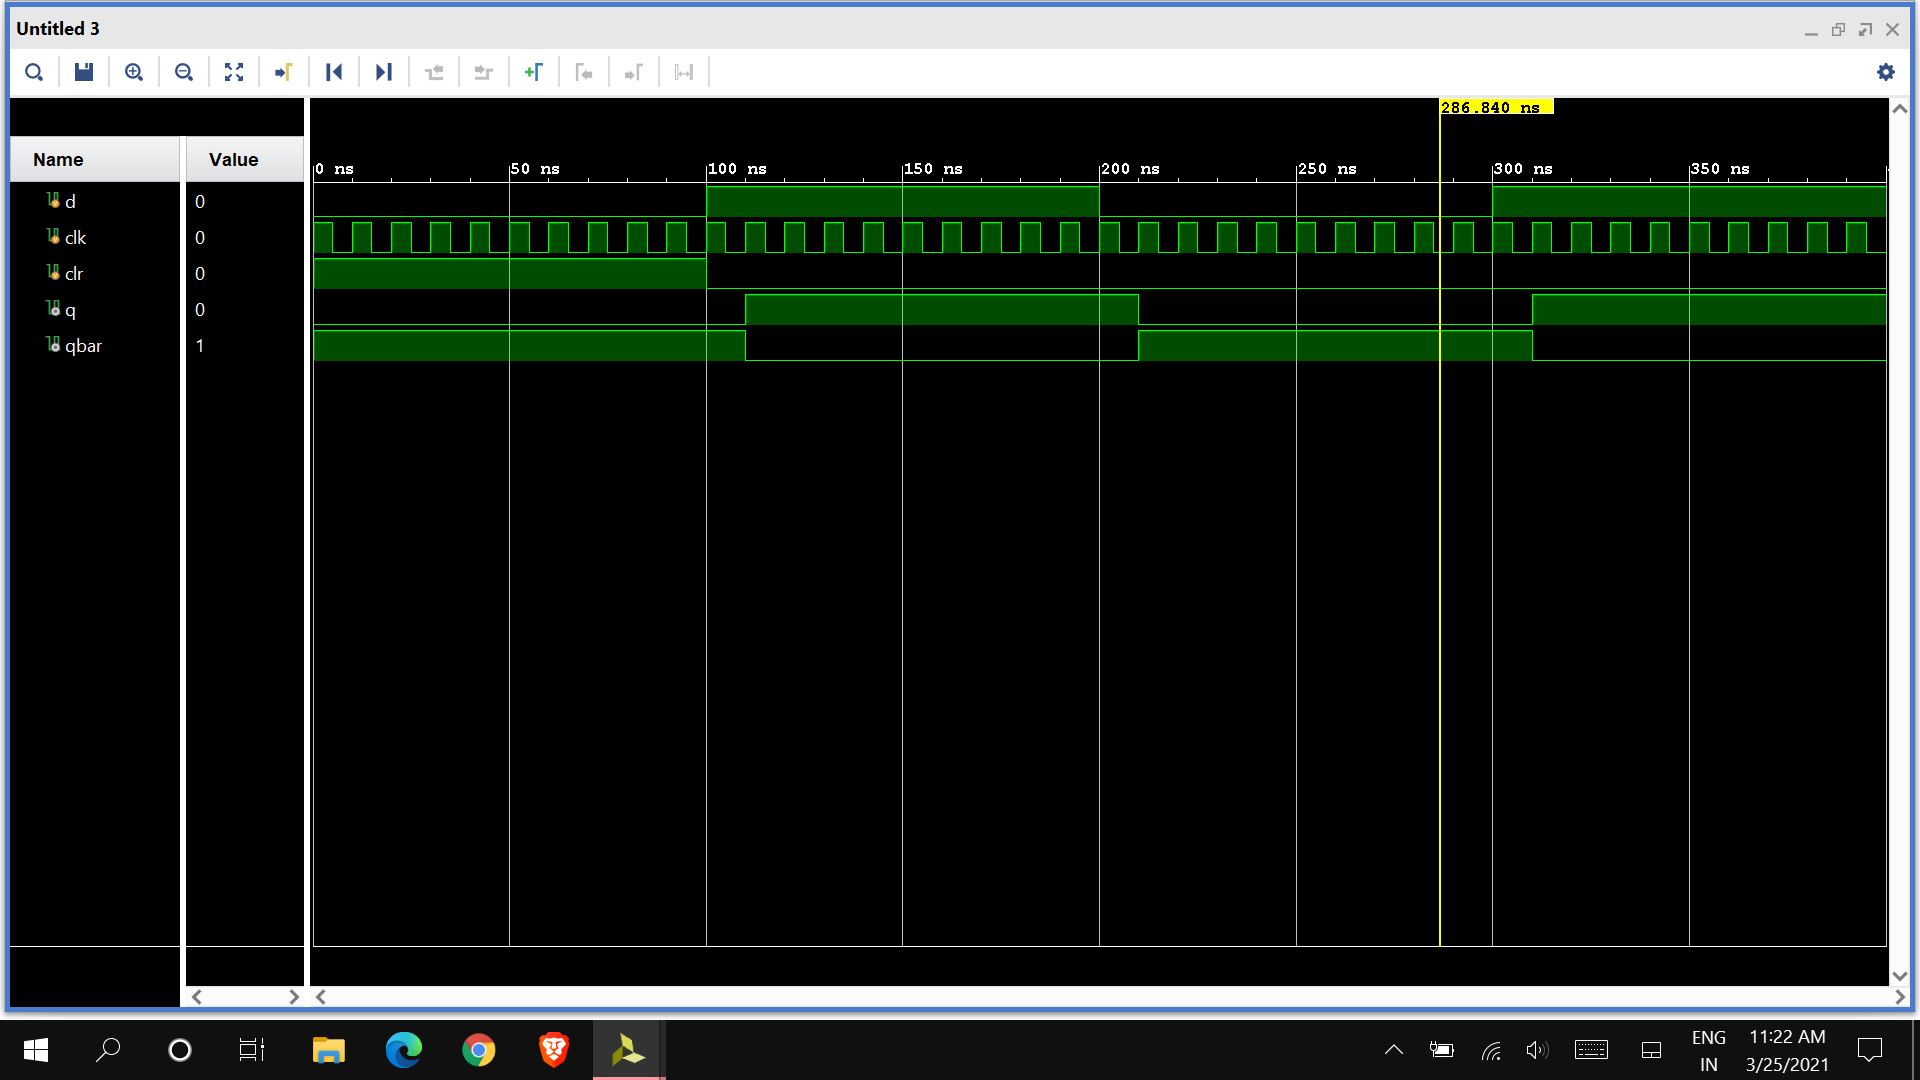 Untitled 3
286.840 ns
Name Value
0 ns 50 ns 100 ns 150 ns 200 ns 250 ns 300 ns 350 ns
d 0
clk 0
clr 0
q 0
qbar 1
ENG 11:22 AM
IN 3/25/2021